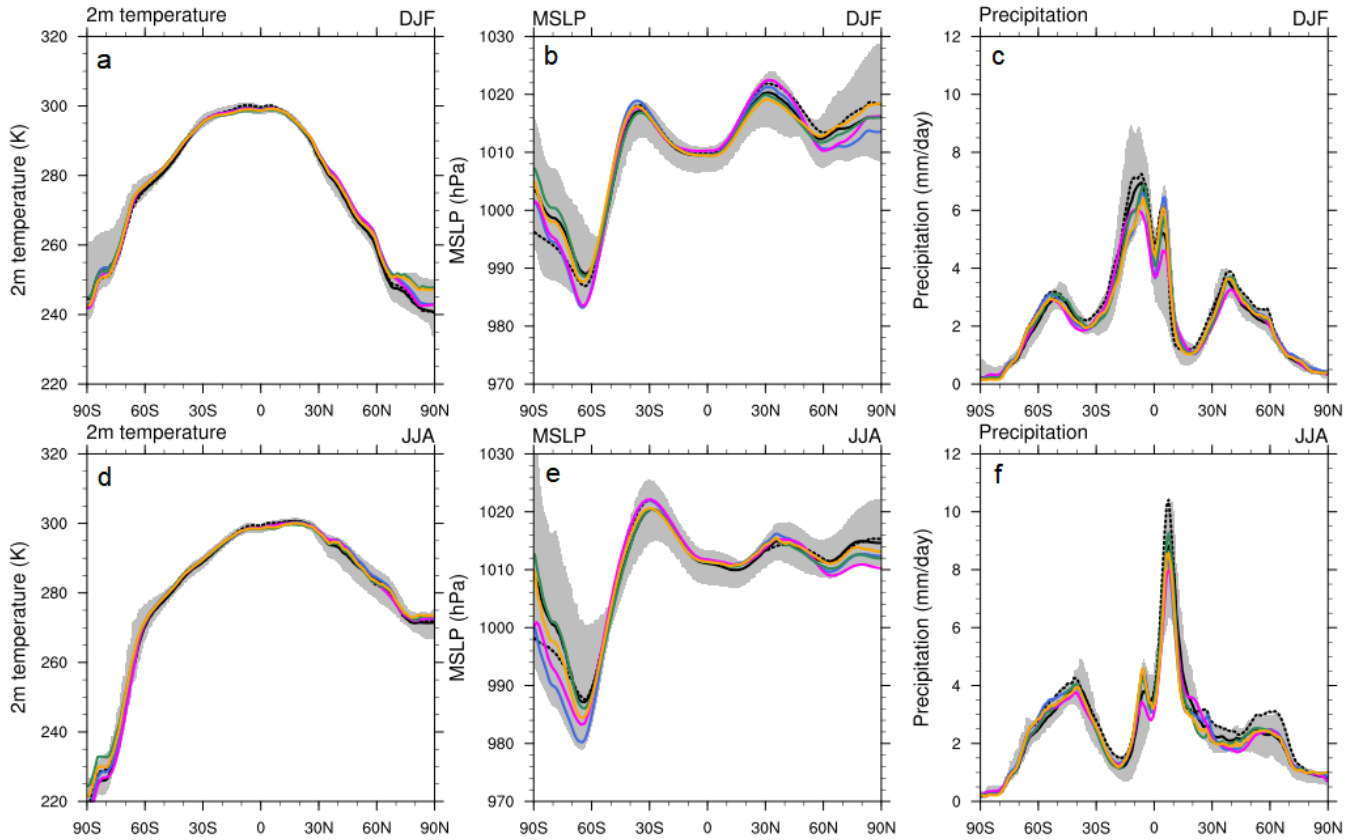 2m temperature DJF
MSLP DJF
Precipitation DJF
a
b
c
2m temperature (K)
320
300
280
260
240
220
MSLP (hPa)
1030
1020
1010
1000
990
980
970
Precipitation (mm/day)
12
10
8
6
4
2
0
90S 60S 30S 0 30N 60N 90N
90S 60S 30S 0 30N 60N 90N
90S 60S 30S 0 30N 60N 90N
2m temperature JJA
MSLP JJA
Precipitation JJA
d
e
f
2m temperature (K)
320
300
280
260
240
220
MSLP (hPa)
1030
1020
1010
1000
990
980
970
Precipitation (mm/day)
12
10
8
6
4
2
0
90S 60S 30S 0 30N 60N 90N
90S 60S 30S 0 30N 60N 90N
90S 60S 30S 0 30N 60N 90N